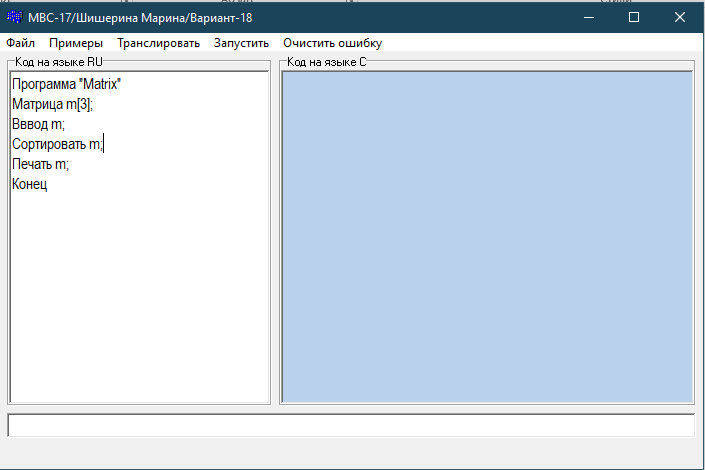 МВС-17/Шишерина Марина/Вариант-18
Файл Примеры Транслировать Запустить Очистить ошибку
Код на языке RU
Программа "Matrix"
Матрица m[3];
Вввод m;
Сортировать m;
Печать m;
Конец
Код на языке C